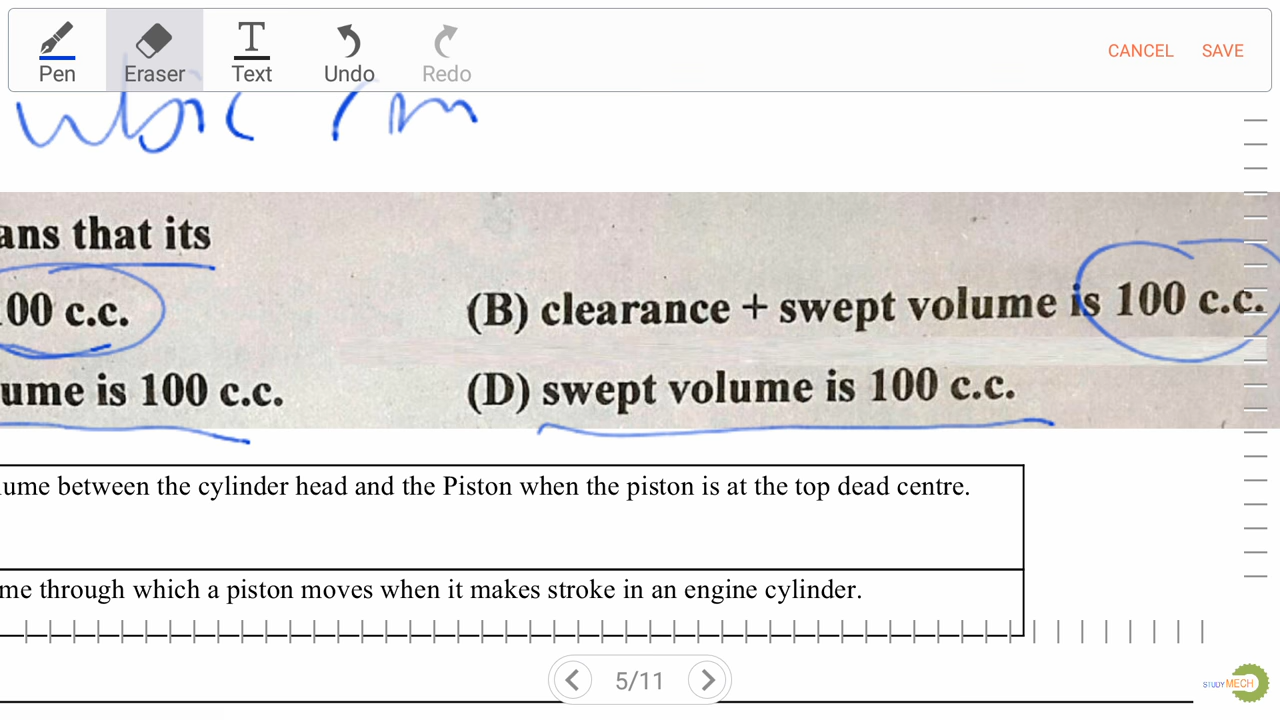 Pen Eraser Text Undo Redo CANCEL SAVE
ans that its
00 c.c. (B) clearance + swept volume is 100 c.c.
ume is 100 c.c. (D) swept volume is 100 c.c.
lume between the cylinder head and the Piston when the piston is at the top dead centre.
me through which a piston moves when it makes stroke in an engine cylinder.
5/11
STUDY MECH